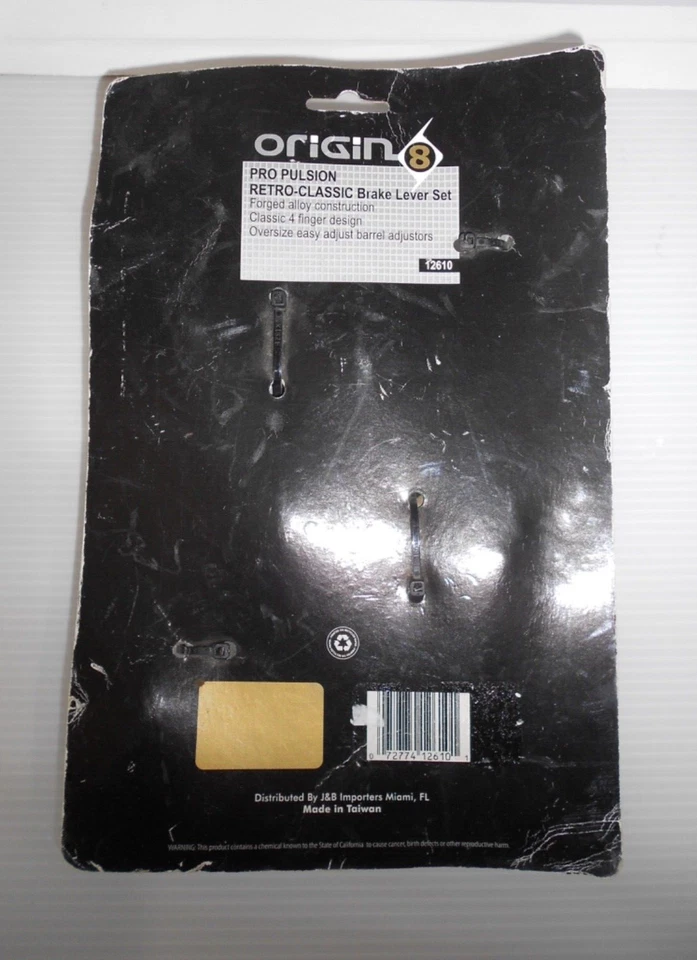 ORiGiN 8
PRO PULSION
RETRO-CLASSIC Brake Lever Set
Forged alloy construction
Classic 4 finger design
Oversize easy adjust barrel adjustors
12610
0 72774 12610 1
Distributed By J&B Importers Miami, FL
Made in Taiwan
WARNING: This product contains a chemical known to the State of California to cause cancer, birth defects or other reproductive harm.